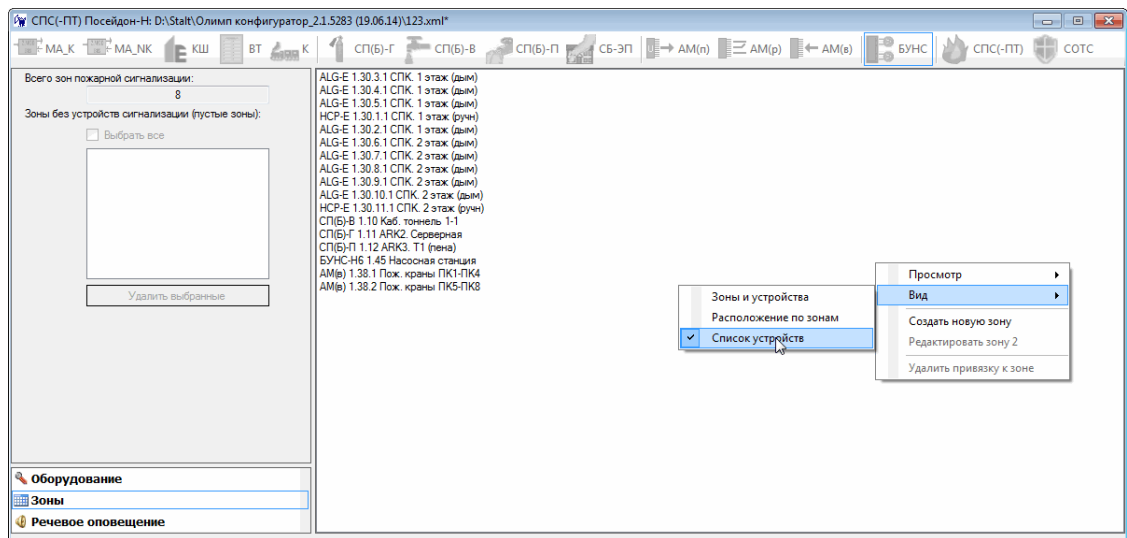 СПС(-ПТ) Посейдон-Н: D:\Stalt\Олимп конфигуратор_2.1.5283 (19.06.14)\123.xml*
МА_К МА_NK КШ ВТ К СП(Б)-Г СП(Б)-В СП(Б)-П СБ-ЭП АМ(п) АМ(р) АМ(в) БУНС СПС(-ПТ) СОТС
Всего зон пожарной сигнализации:
8
Зоны без устройств сигнализации (пустые зоны):
Выбрать все
Удалить выбранные
Оборудование
Зоны
Речевое оповещение
ALG-E 1.30.3.1 СПК. 1 этаж (дым)
ALG-E 1.30.4.1 СПК. 1 этаж (дым)
ALG-E 1.30.5.1 СПК. 1 этаж (дым)
HCP-E 1.30.1.1 СПК. 1 этаж (ручн)
ALG-E 1.30.2.1 СПК. 1 этаж (дым)
ALG-E 1.30.6.1 СПК. 2 этаж (дым)
ALG-E 1.30.7.1 СПК. 2 этаж (дым)
ALG-E 1.30.8.1 СПК. 2 этаж (дым)
ALG-E 1.30.9.1 СПК. 2 этаж (дым)
ALG-E 1.30.10.1 СПК. 2 этаж (дым)
HCP-E 1.30.11.1 СПК. 2 этаж (ручн)
СП(Б)-В 1.10 Каб. тоннель 1-1
СП(Б)-Г 1.11 ARK2. Серверная
СП(Б)-П 1.12 ARK3. Т1 (пена)
БУНС-Н6 1.45 Насосная станция
АМ(в) 1.38.1 Пож. краны ПК1-ПК4
АМ(в) 1.38.2 Пож. краны ПК5-ПК8
Просмотр
Вид
Создать новую зону
Редактировать зону 2
Удалить привязку к зоне
Зоны и устройства
Расположение по зонам
Список устройств